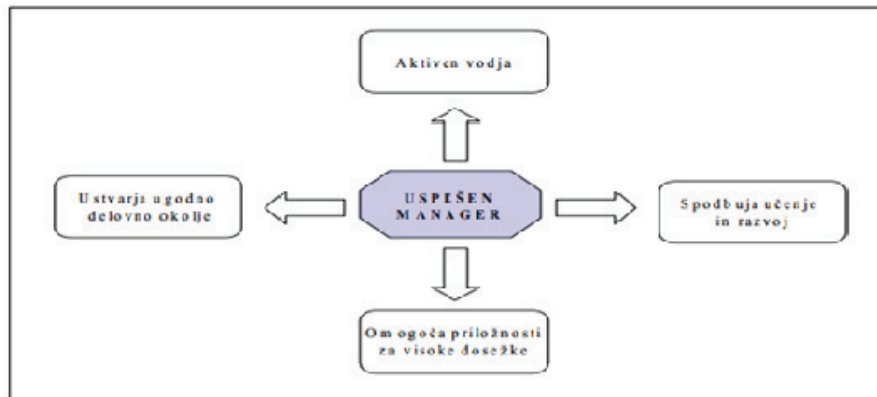 Aktiven vodja
Ustvarja ugodno
delovno okolje
USPEŠEN
MANAGER
Spodbuja učenje
in razvoj
Omogoča priložnosti
za visoke dosežke